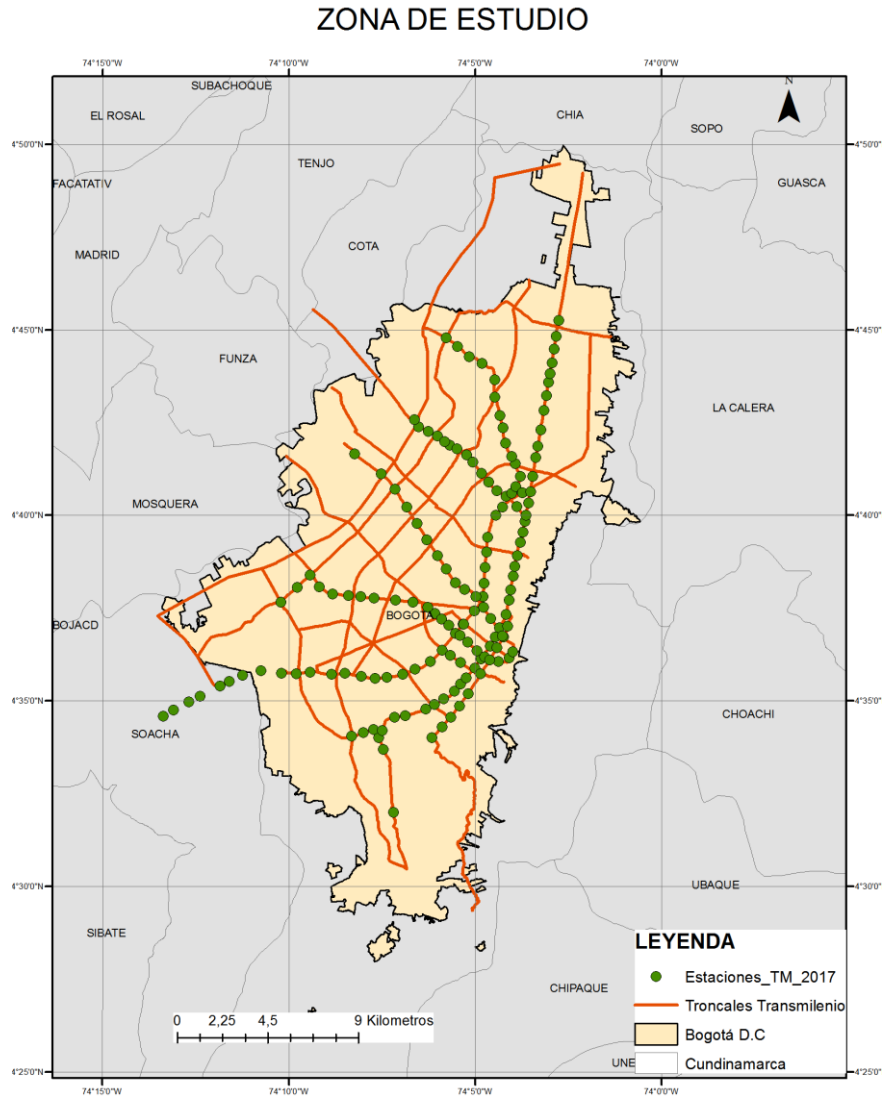 ZONA DE ESTUDIO
74°15'0"W 74°10'0"W 74°5'0"W 74°0'0"W
SUBACHOQUE
N
EL ROSAL
CHIA
SOPO
4°50'0"N 4°50'0"N
TENJO
FACATATIV
GUASCA
COTA
MADRID
4°45'0"N 4°45'0"N
FUNZA
LA CALERA
MOSQUERA
4°40'0"N 4°40'0"N
BOGOTA
BOJACD
4°35'0"N 4°35'0"N
CHOACHI
SOACHA
4°30'0"N 4°30'0"N
UBAQUE
SIBATE
LEYENDA
Estaciones_TM_2017
CHIPAQUE
Troncales Transmilenio
0 2,25 4,5 9 Kilometros
Bogotá D.C
UNE
Cundinamarca
4°25'0"N 4°25'0"N
74°15'0"W 74°10'0"W 74°5'0"W 74°0'0"W